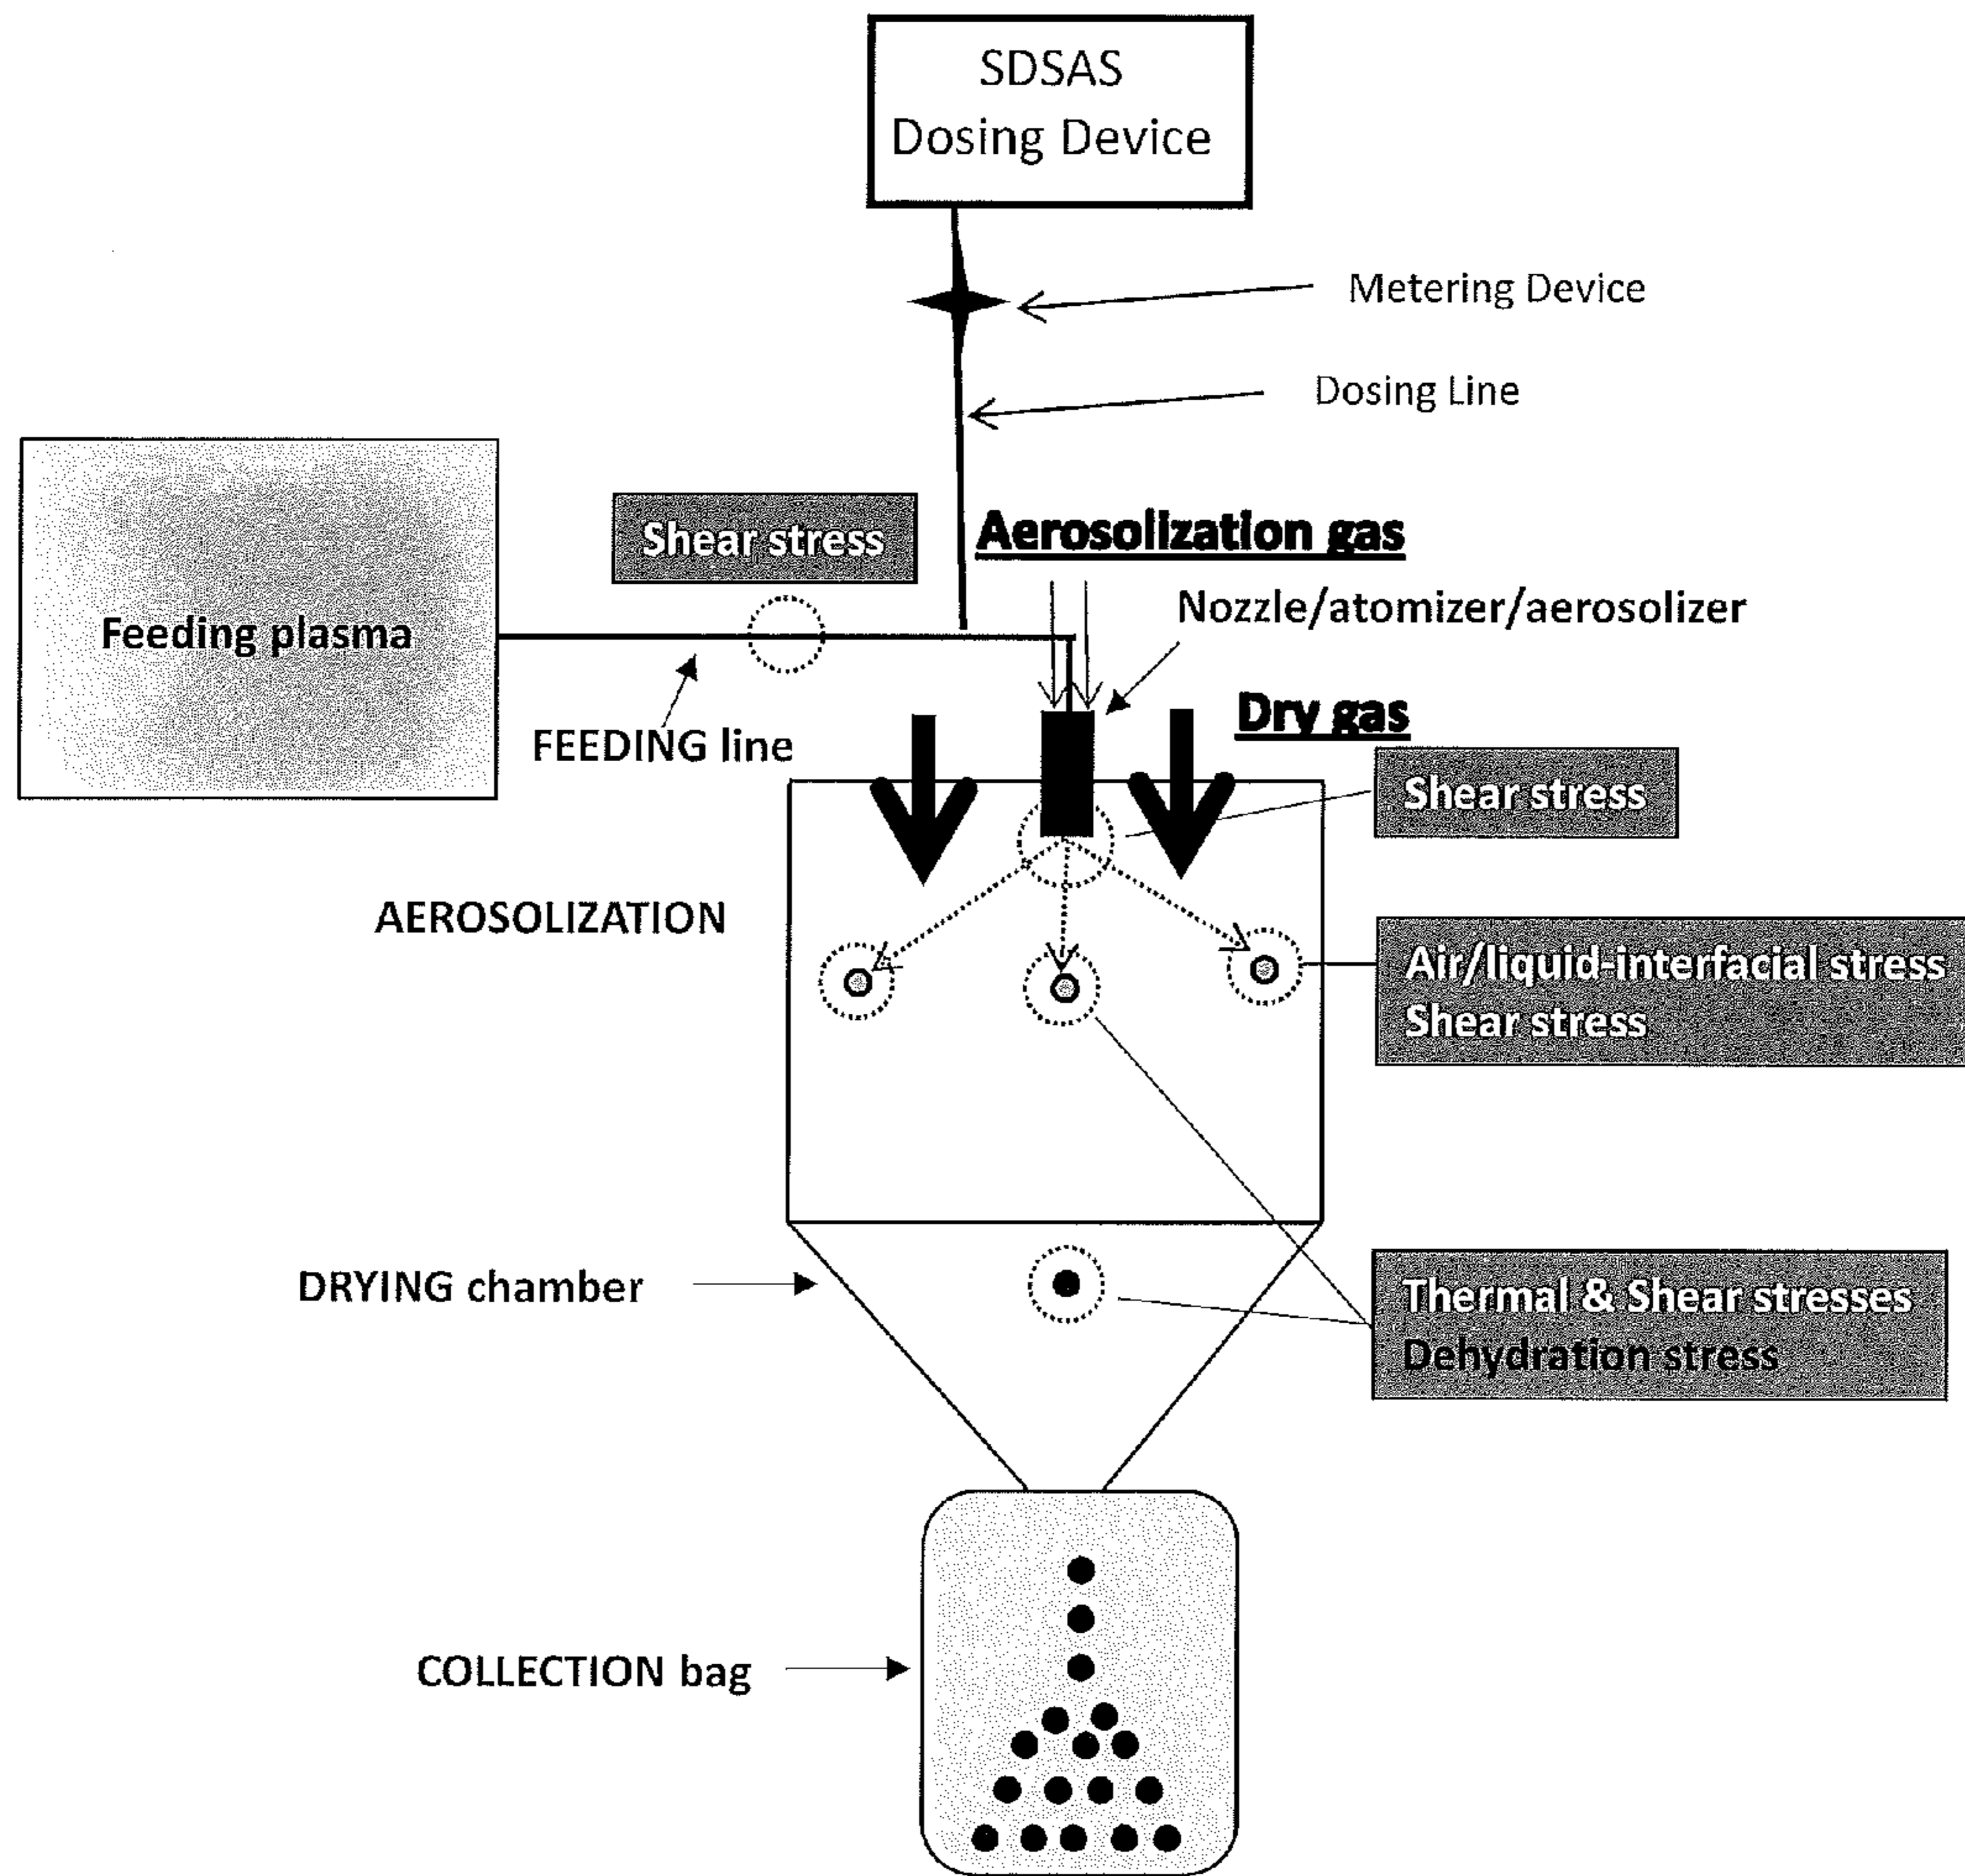 SDSAS
Dosing Device
Metering Device
Dosing Line
Shear stress
Aerosolization gas
Nozzle/atomizer/aerosolizer
Feeding plasma
FEEDING line
Dry gas
Shear stress
AEROSOLIZATION
Air/liquid-interfacial stress
Shear stress
DRYING chamber
Thermal & Shear stresses
Dehydration stress
COLLECTION bag